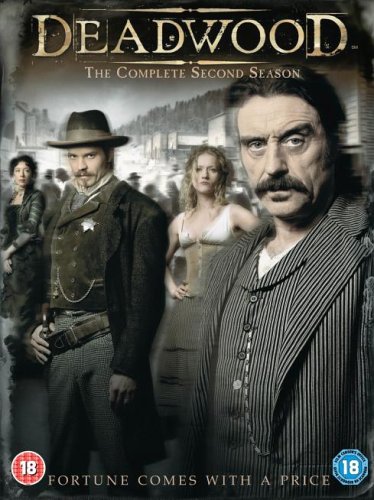 DEADWOOD
THE COMPLETE SECOND SEASON
18
18
FORTUNE COMES WITH A PRICE